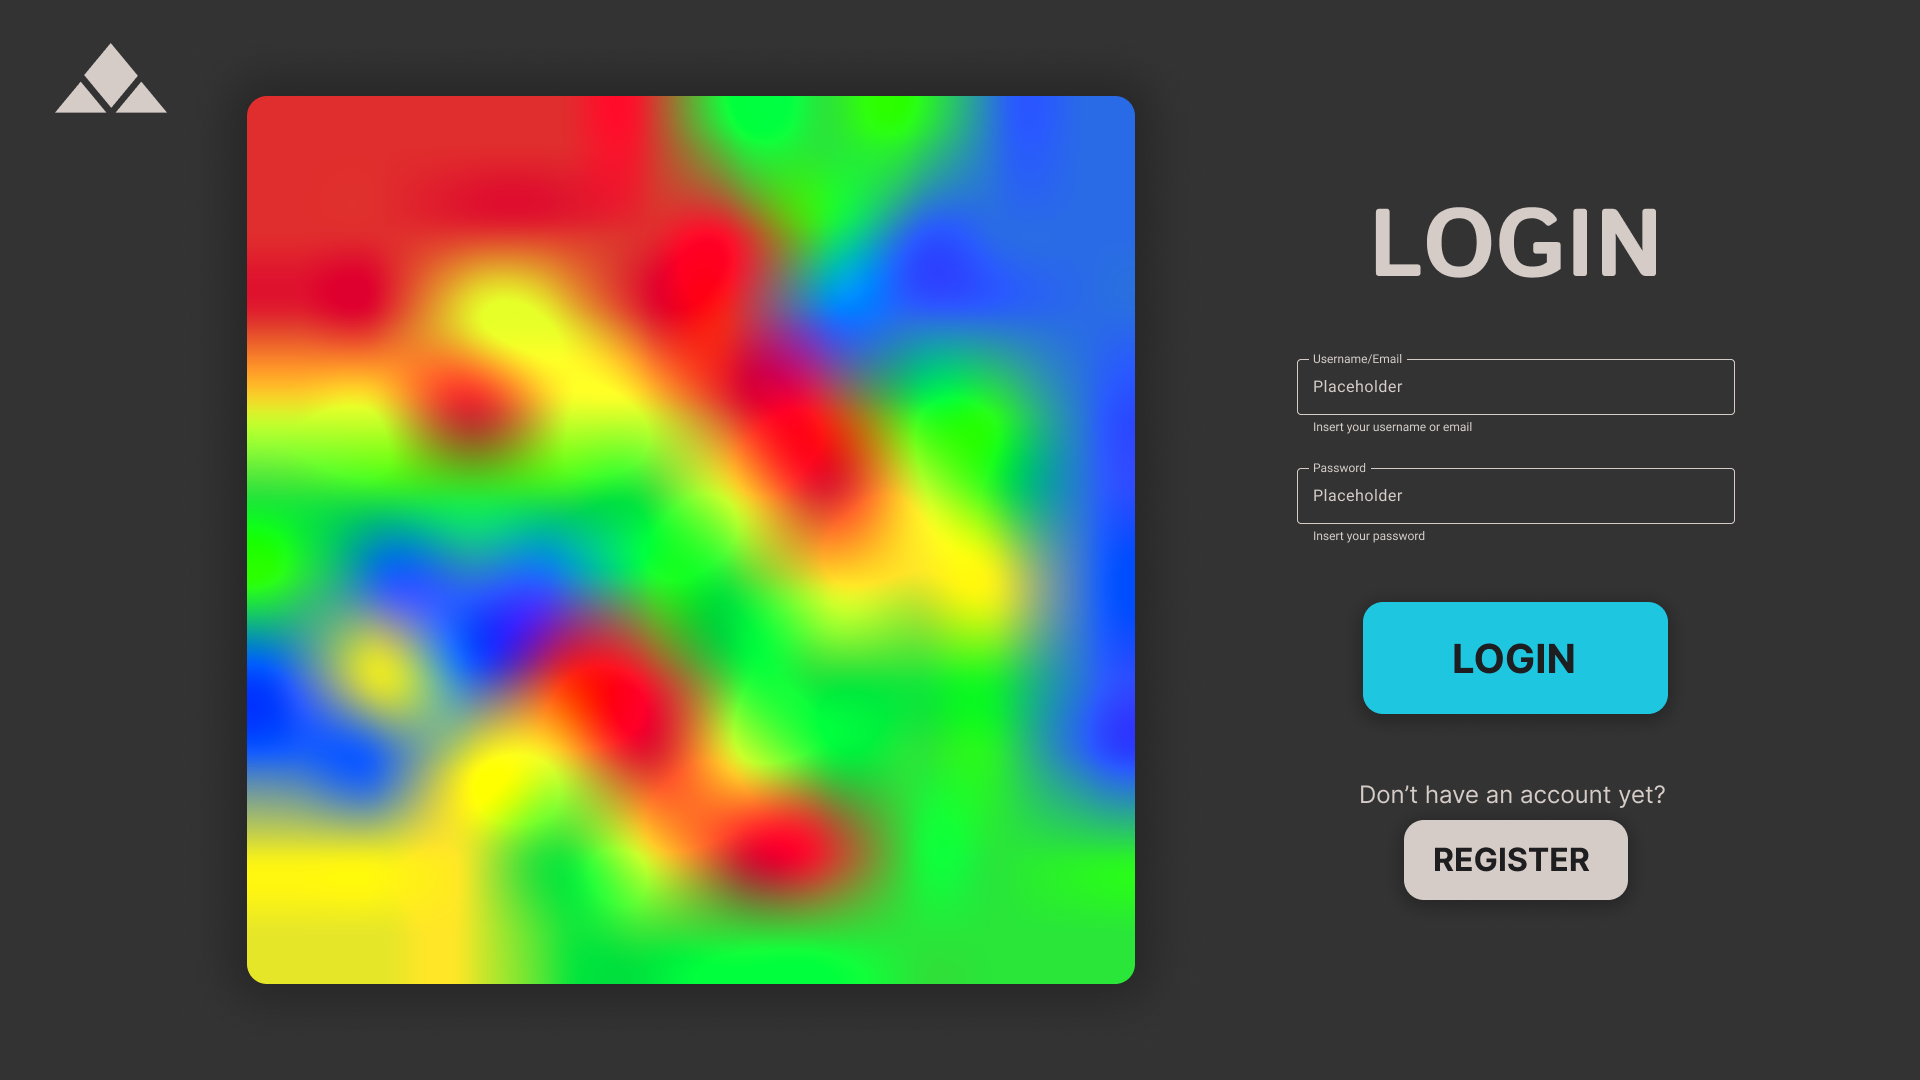 LOGIN
Username/Email
Placeholder
Insert your username or email
Password
Placeholder
Insert your password
LOGIN
Don’t have an account yet?
REGISTER